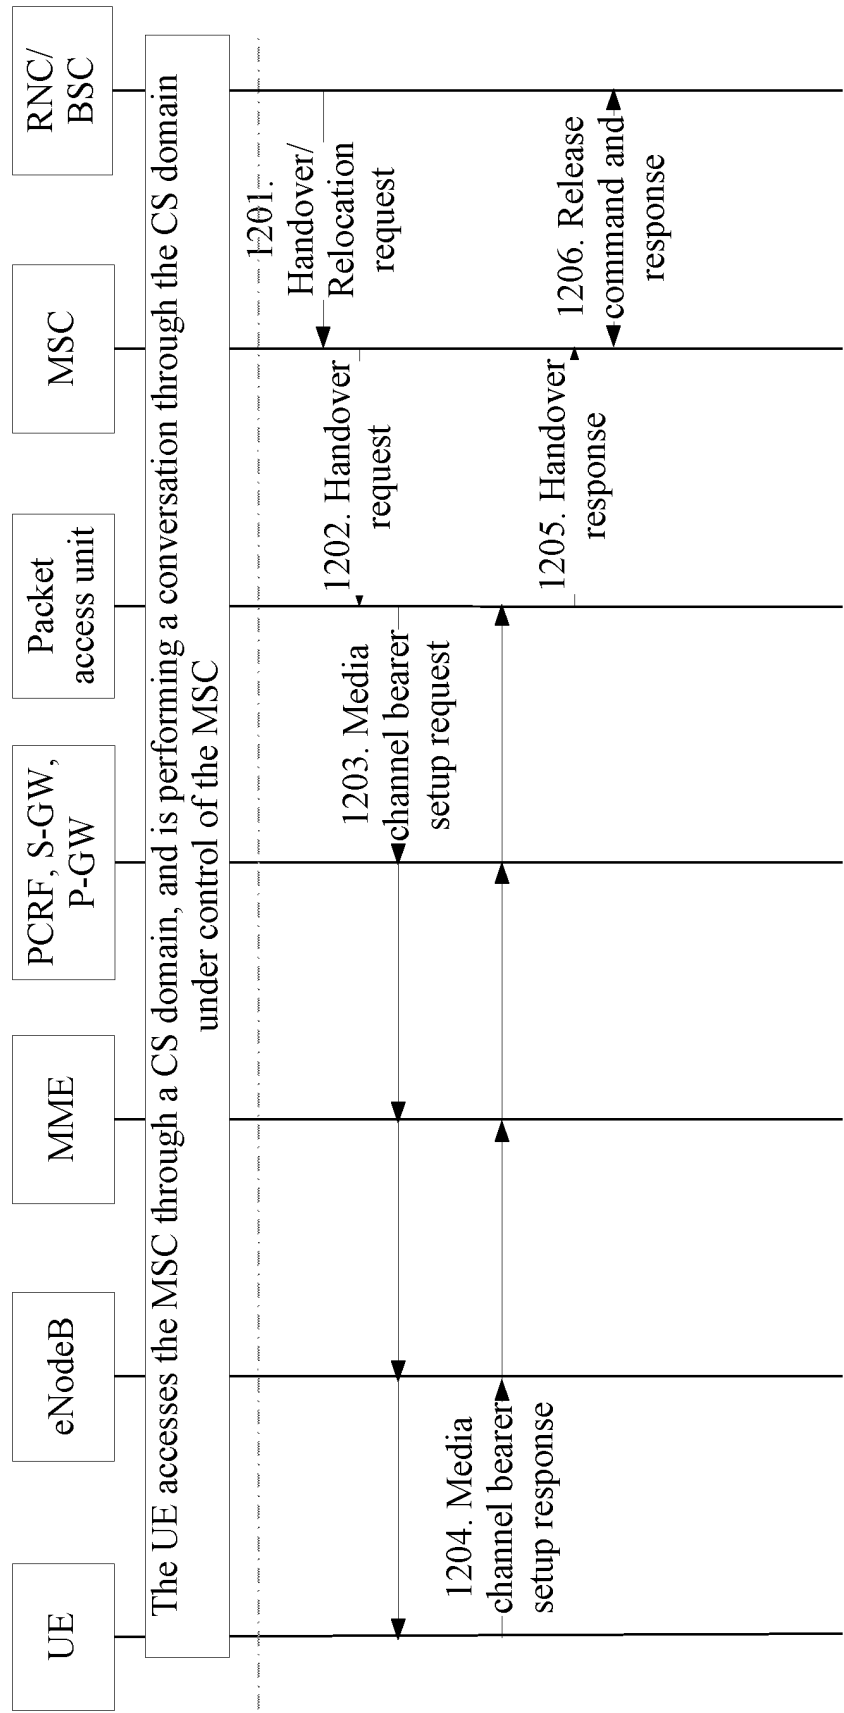 UE
eNodeB
MME
PCRF, S-GW,
P-GW
Packet
access unit
MSC
RNC/
BSC
The UE accesses the MSC through a CS domain, and is performing a conversation through the CS domain
under control of the MSC
1201.
Handover/
Relocation
request
1202. Handover
request
1203. Media
channel bearer
setup request
1204. Media
channel bearer
setup response
1205. Handover
response
1206. Release
command and
response